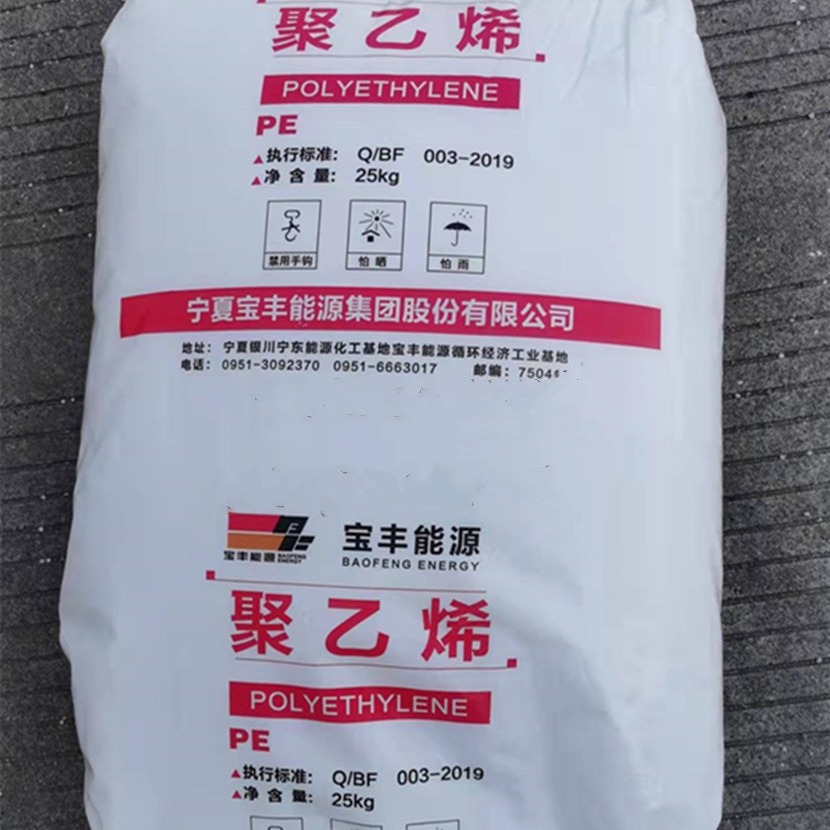 聚乙烯
POLYETHYLENE
PE
▲执行标准： Q/BF 003-2019
▲净 含 量： 25kg
禁用手钩 怕 晒 怕 雨
宁夏宝丰能源集团股份有限公司
地址： 宁夏银川宁东能源化工基地宝丰能源循环经济工业基地
电话： 0951-3092370 0951-6663017 邮编：
宝丰能源 BAOFENG ENERGY 宝丰能源
BAOFENG ENERGY
聚乙烯
POLYETHYLENE
PE
▲执行标准： Q/BF 003-2019
▲净 含 量： 25kg